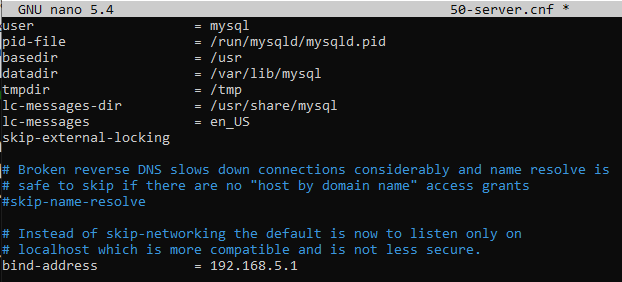 GNU nano 5.4 50-server.cnf *
user = mysql
pid-file = /run/mysqld/mysqld.pid
basedir = /usr
datadir = /var/lib/mysql
tmpdir = /tmp
lc-messages-dir = /usr/share/mysql
lc-messages = en_US
skip-external-locking
# Broken reverse DNS slows down connections considerably and name resolve is
# safe to skip if there are no "host by domain name" access grants
#skip-name-resolve
# Instead of skip-networking the default is now to listen only on
# localhost which is more compatible and is not less secure.
bind-address = 192.168.5.1